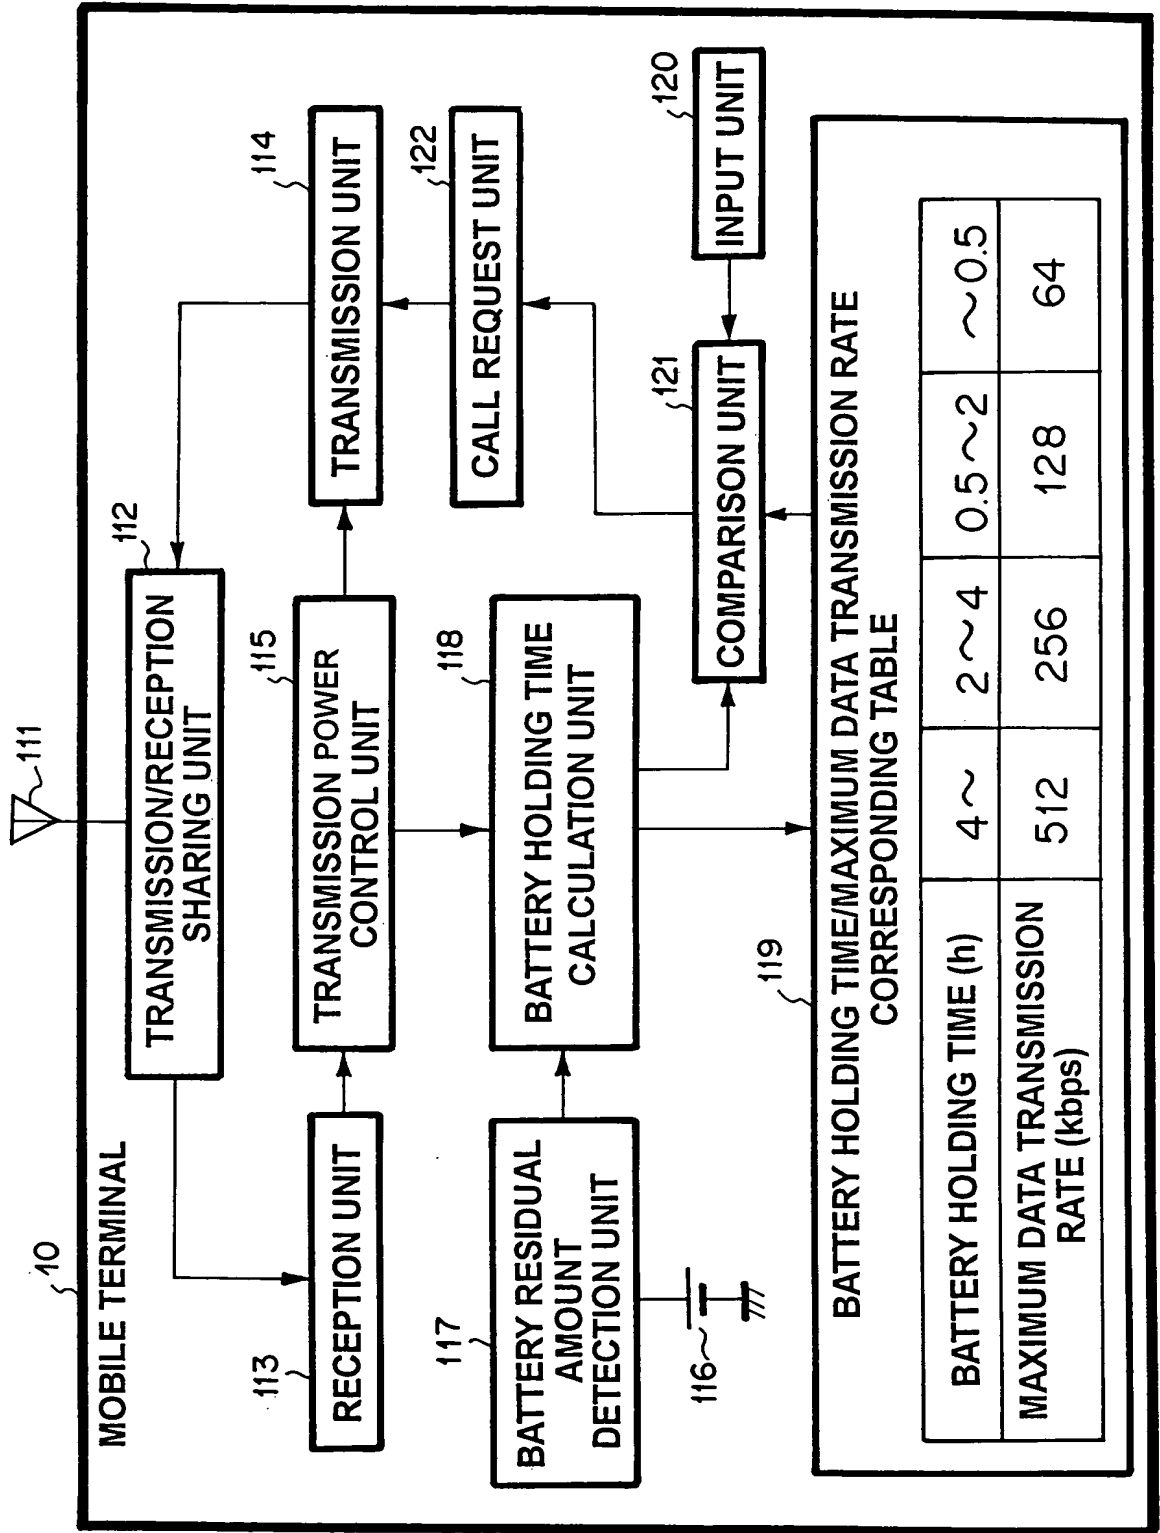 10
MOBILE TERMINAL
111
112
TRANSMISSION/RECEPTION
SHARING UNIT
113
RECEPTION UNIT
115
TRANSMISSION POWER
CONTROL UNIT
114
TRANSMISSION UNIT
117
BATTERY RESIDUAL
AMOUNT
DETECTION UNIT
118
BATTERY HOLDING TIME
CALCULATION UNIT
122
CALL REQUEST UNIT
116
121
COMPARISON UNIT
120
INPUT UNIT
119
BATTERY HOLDING TIME/MAXIMUM DATA TRANSMISSION RATE
CORRESPONDING TABLE
BATTERY HOLDING TIME (h) 4~ 2~4 0.5~2 ~0.5
MAXIMUM DATA TRANSMISSION
RATE (kbps) 512 256 128 64